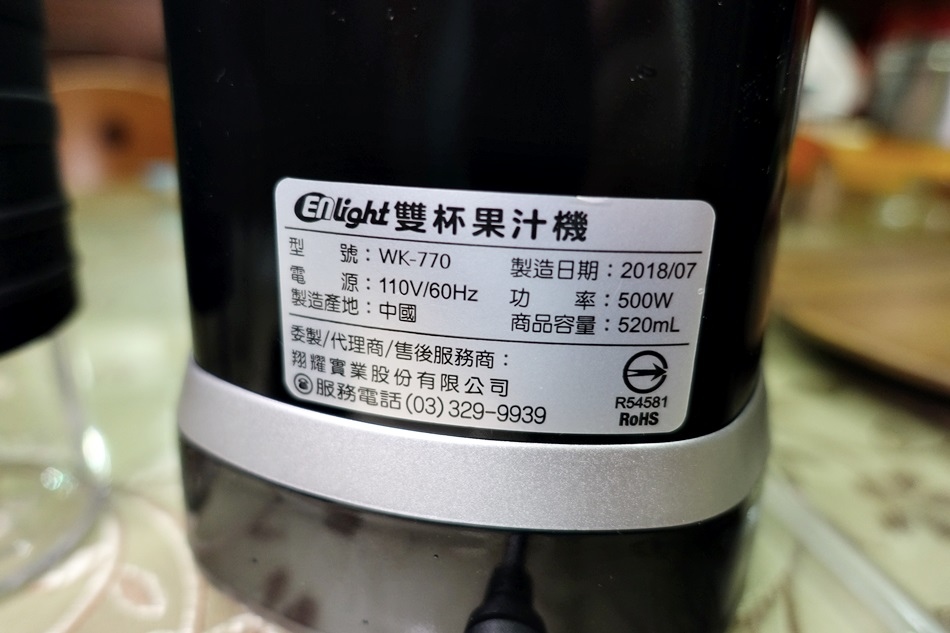 Enlight 雙杯果汁機
型 號：WK-770 製造日期：2018/07
電 源：110V/60Hz 功 率：500W
製造產地：中國 商品容量：520mL
委製/代理商/售後服務商：
翔耀實業股份有限公司
服務電話(03)329-9939
R54581
RoHS